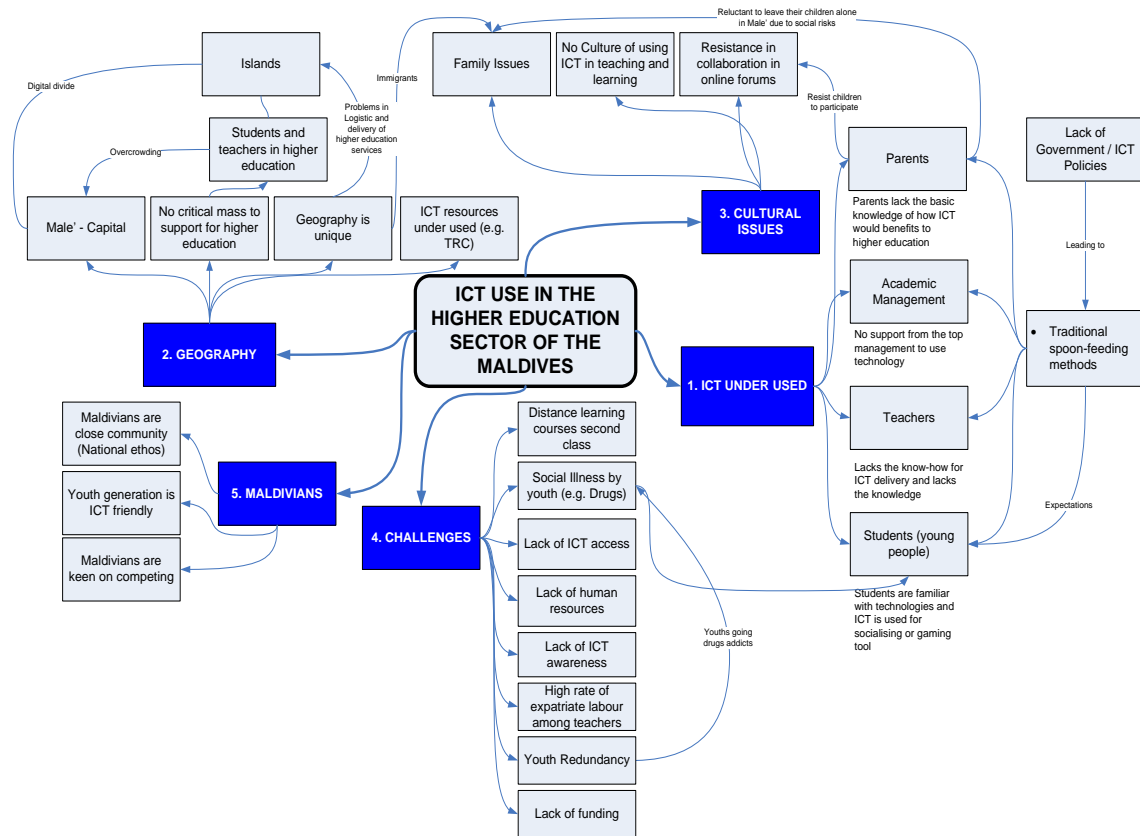 Reluctant to leave their children alone
in Male' due to social risks
Islands
Family Issues
No Culture of using
ICT in teaching and
learning
Resistance in
collaboration in
online forums
Digital divide
Immigrants
Problems in
Logistic and
delivery of
higher education
services
Resist children
to participate
Students and
teachers in higher
education
Overcrowding
Parents
Lack of
Government / ICT
Policies
Male' - Capital
No critical mass to
support for higher
education
Geography is
unique
ICT resources
under used (e.g.
TRC)
3. CULTURAL
ISSUES
Parents lack the basic
knowledge of how ICT
would benefits to
higher education
Leading to
ICT USE IN THE
HIGHER EDUCATION
SECTOR OF THE
MALDIVES
Academic
Management
No support from the top
management to use
technology
2. GEOGRAPHY
1. ICT UNDER USED
• Traditional
spoon-feeding
methods
Teachers
Lacks the know-how for
ICT delivery and lacks
the knowledge
Expectations
Students (young
people)
Students are familiar
with technologies and
ICT is used for
socialising or gaming
tool
Maldivians are
close community
(National ethos)
Youth generation is
ICT friendly
Maldivians are
keen on competing
5. MALDIVIANS
4. CHALLENGES
Distance learning
courses second
class
Social Illness by
youth (e.g. Drugs)
Lack of ICT access
Lack of human
resources
Lack of ICT
awareness
High rate of
expatriate labour
among teachers
Youth Redundancy
Lack of funding
Youths going
drugs addicts